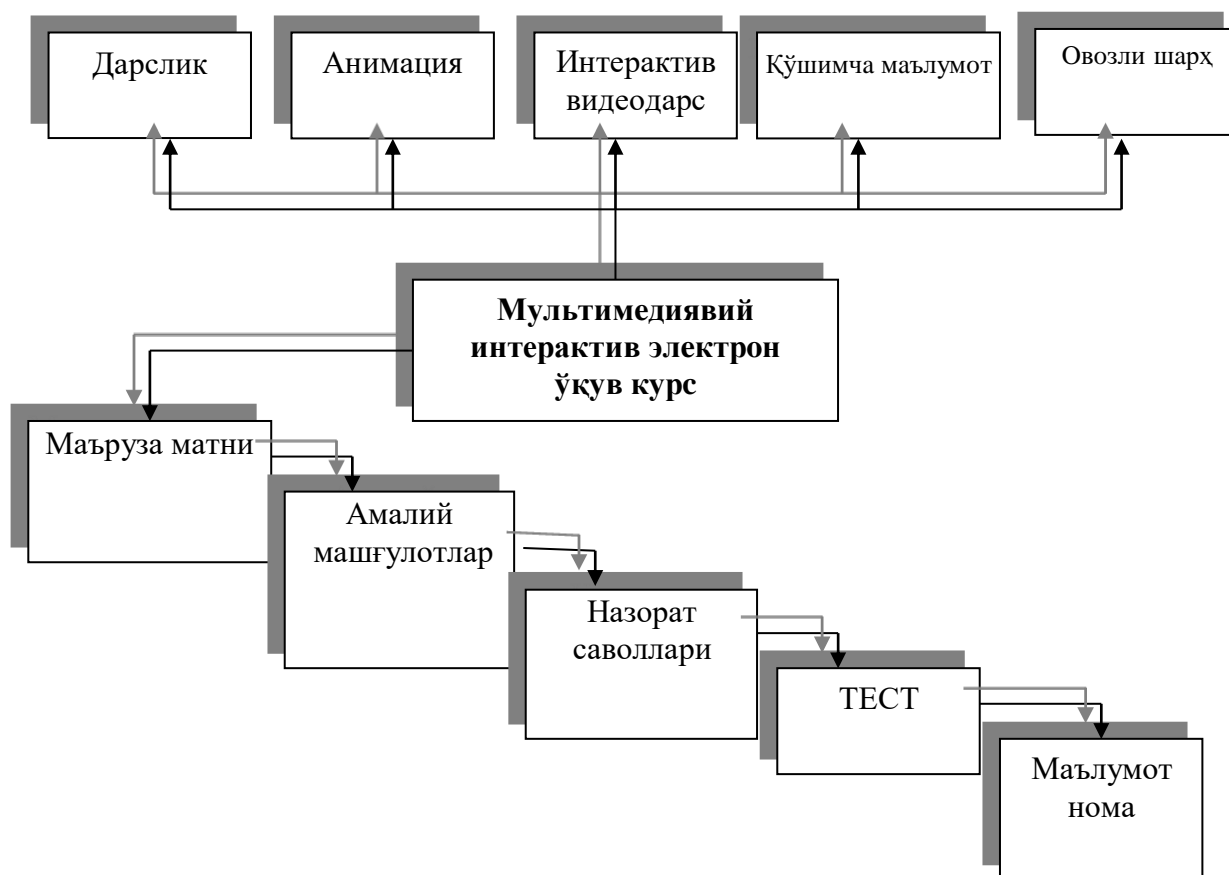 Дарслик
Анимация
Интерактив
видеодарс
Қўшимча маълумот
Овозли шарҳ
Мультимедиявий
интерактив электрон
ўқув курс
Маъруза матни
Амалий
машғулотлар
Назорат
саволлари
ТЕСТ
Маълумот
нома